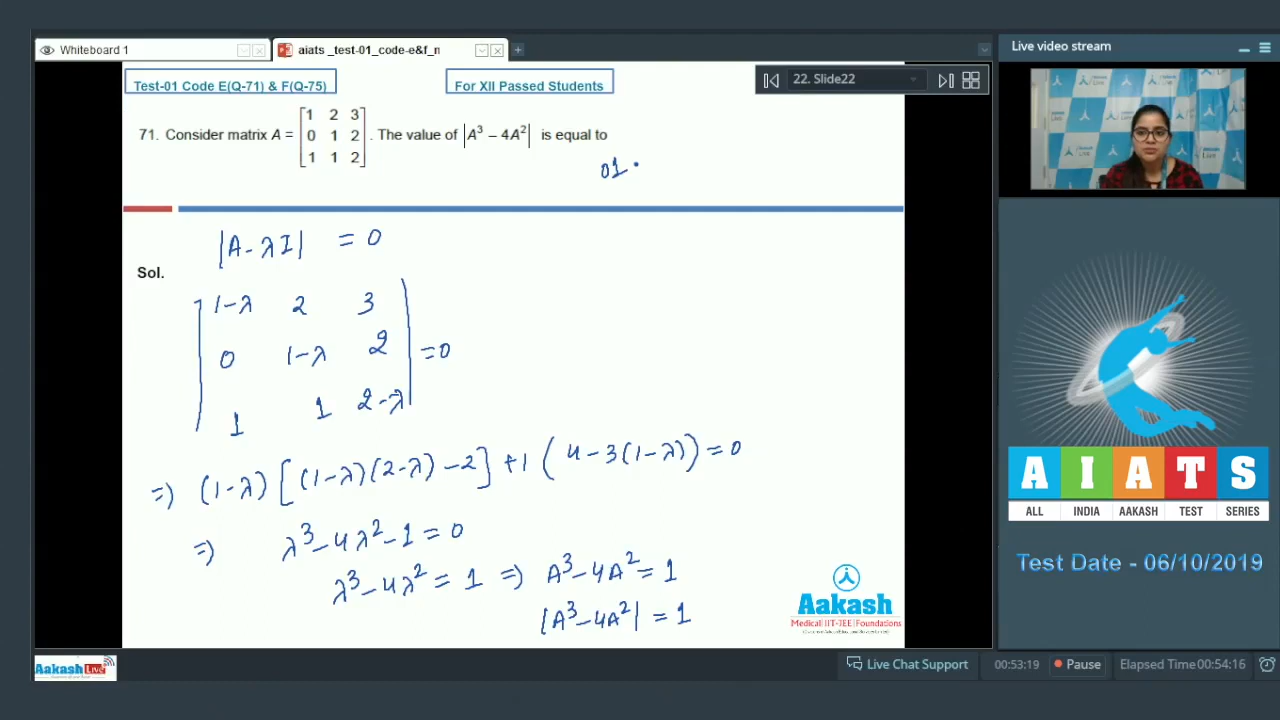 Whiteboard 1
aiats _test-01_code-e&f_n
Live video stream
Test-01 Code E(Q-71) & F(Q-75)
For XII Passed Students
22. Slide22
71. Consider matrix A = [1 2 3 0 1 2 1 1 2] . The value of |A³ − 4A²| is equal to
01.
|A-λI| = 0
Sol.
1-λ 2 3
0 1-λ 2 =0
1 1 2-λ
=) (1-λ) [(1-λ)(2-λ) -2] +1 (4-3(1-λ)) = 0
=) λ³-4λ²-1 = 0
λ³-4λ² = 1 =) A³-4A² = 1
|A³-4A²| = 1
Aakash
Medical|IIT-JEE|Foundations
A I A T S
ALL INDIA AAKASH TEST SERIES
Test Date - 06/10/2019
Aakash Live
Live Chat Support
00:53:19
Pause
Elapsed Time 00:54:16